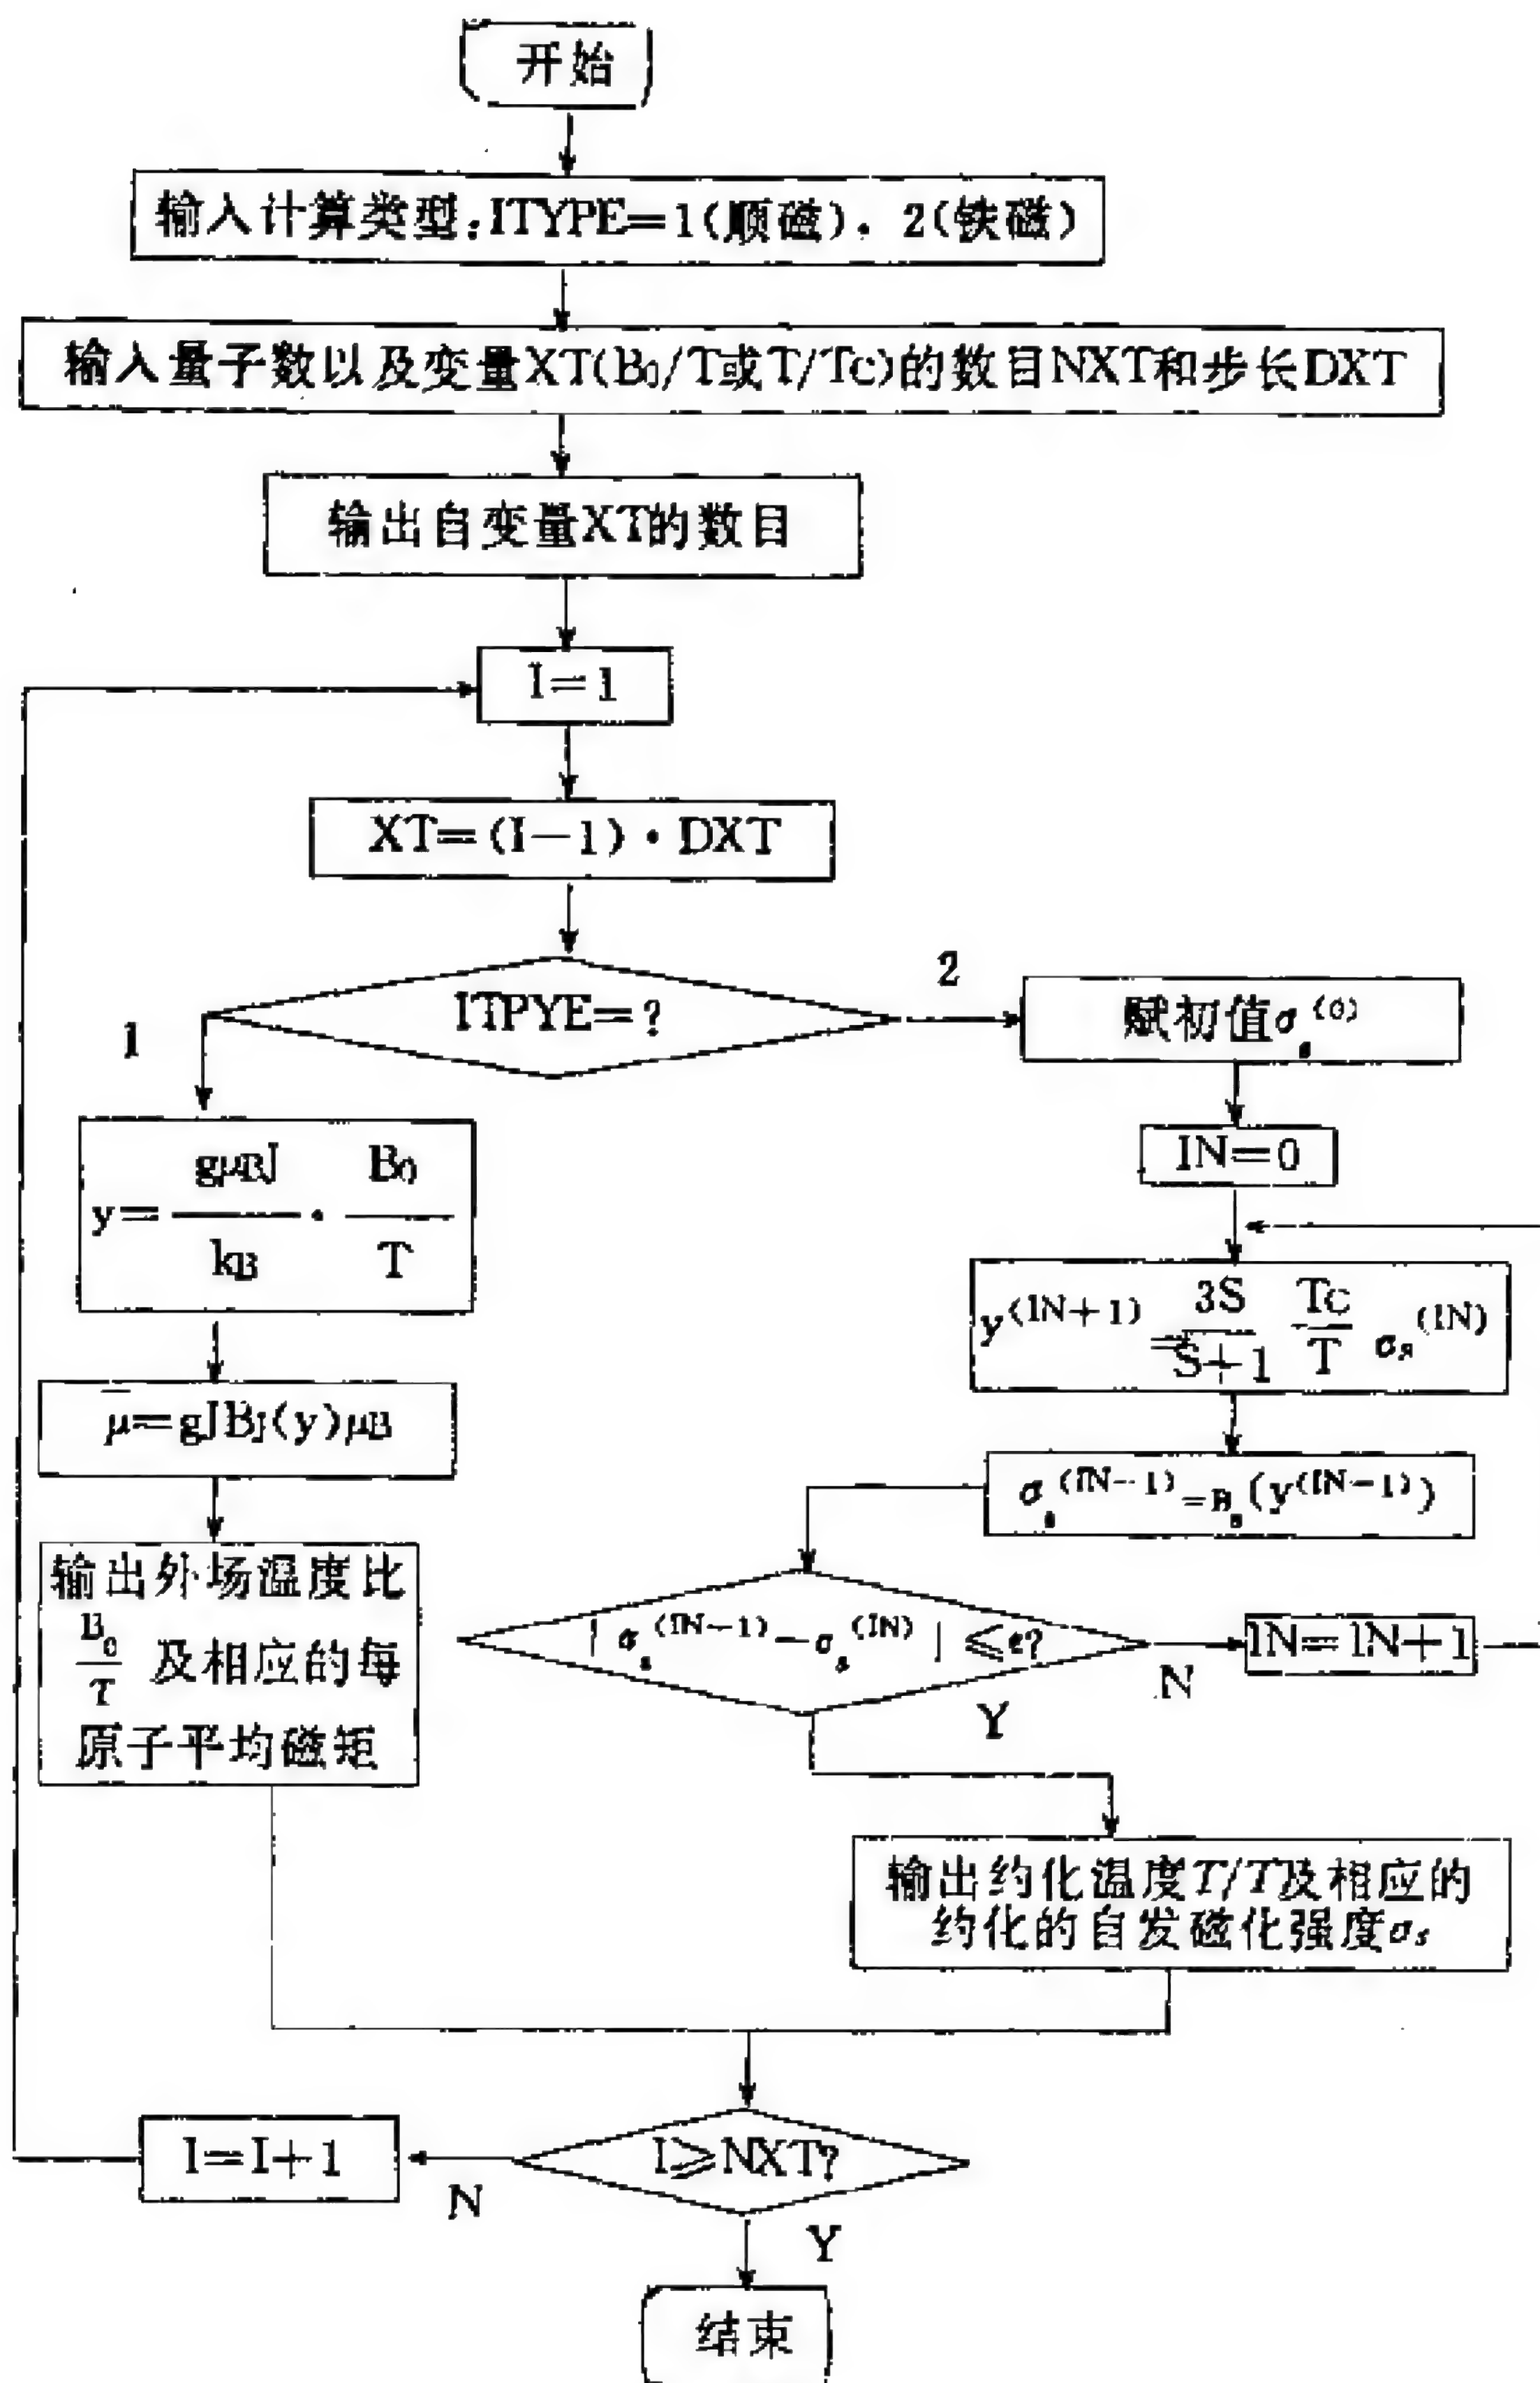 开始
输入计算类型:ITYPE=1(顺磁), 2(铁磁)
输入量子数以及变量XT(B₀/T或T/Tc)的数目NXT和步长DXT
输出自变量XT的数目
I=1
XT=(I-1)·DXT
ITPYE=?
1
2
y=gμBJ/kB · B₀/T
μ̄=gJBJ(y)μB
输出外场温度比
B₀/T 及相应的每
原子平均磁矩
赋初值σs^(0)
IN=0
y^(IN+1)=3S/S+1 Tc/T σs^(IN)
σs^(IN-1)=Bs(y^(IN-1))
|σs^(IN-1)-σs^(IN)|⩽ε?
N
IN=IN+1
Y
输出约化温度T/T及相应的
约化的自发磁化强度σs
I⩾NXT?
N
I=I+1
Y
结束